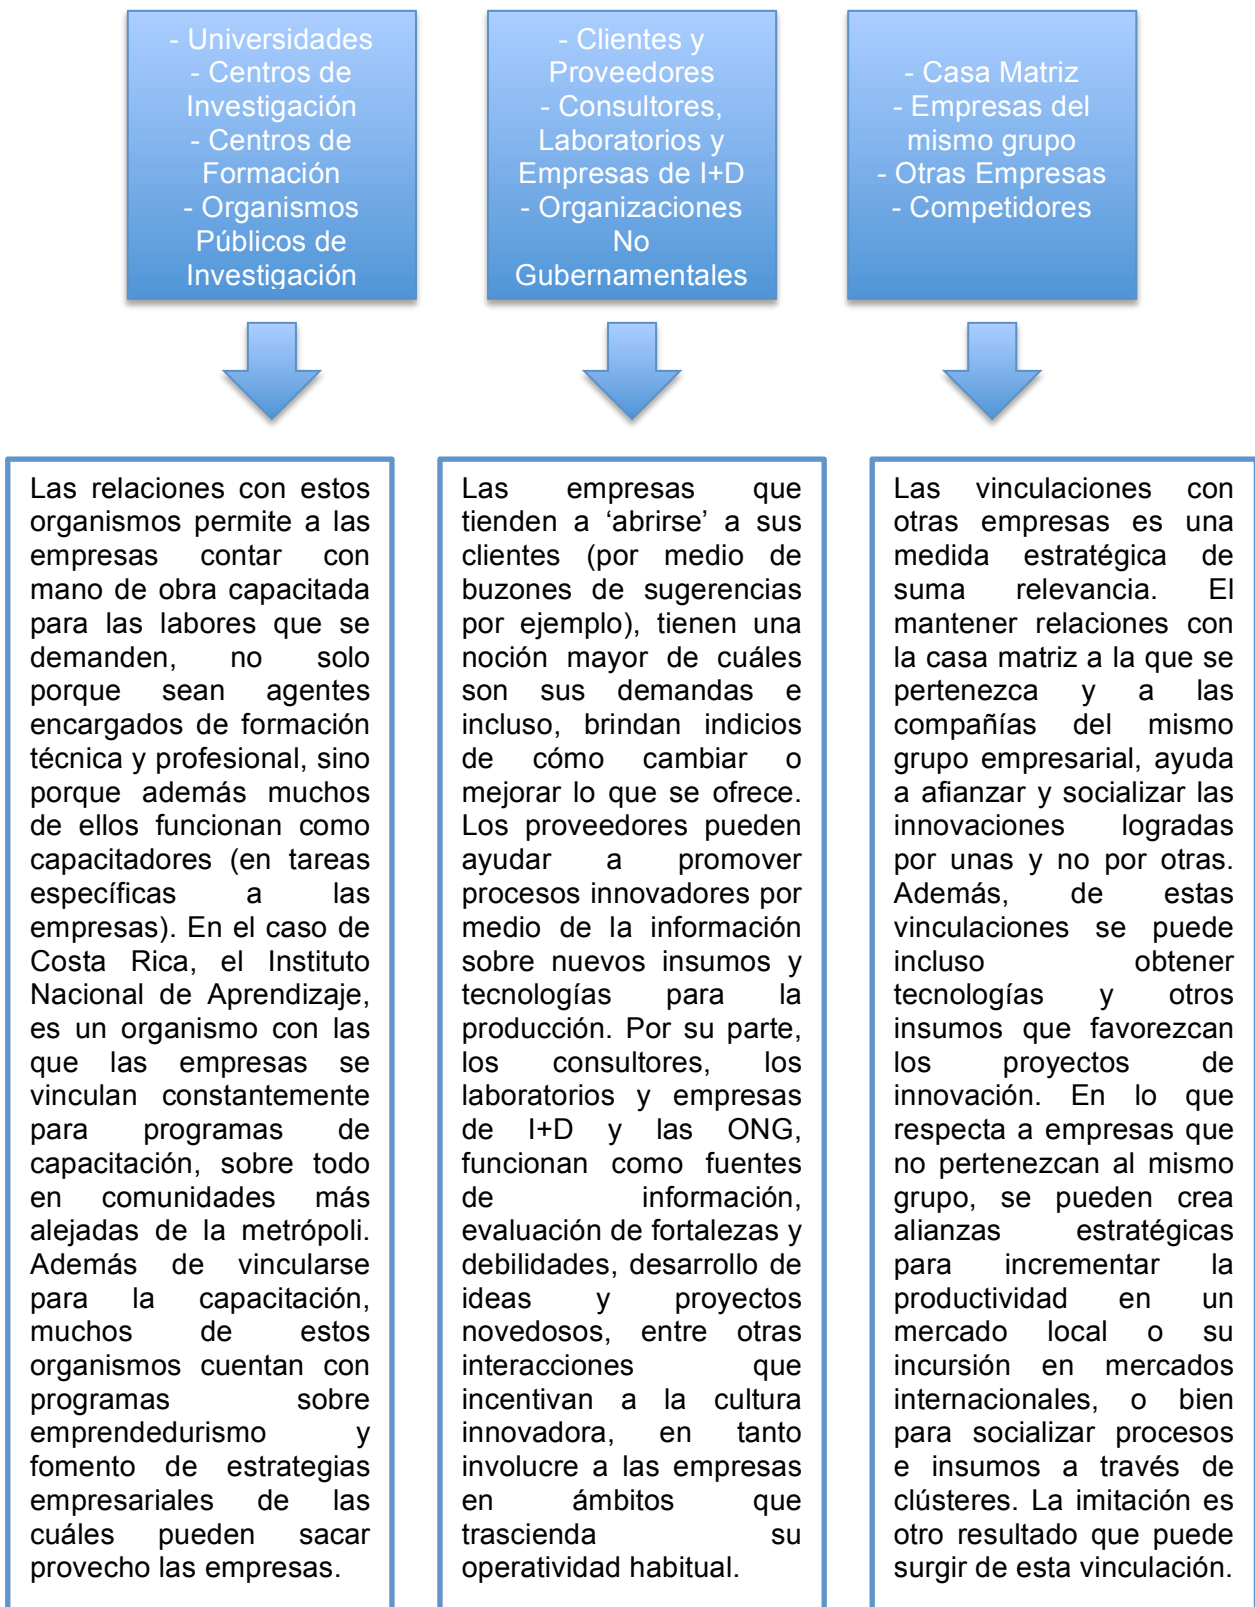 - Universidades
- Centros de
Investigación
- Centros de
Formación
- Organismos
Públicos de
Investigación
- Clientes y
Proveedores
- Consultores,
Laboratorios y
Empresas de I+D
- Organizaciones
No
Gubernamentales
- Casa Matriz
- Empresas del
mismo grupo
- Otras Empresas
- Competidores
Las relaciones con estos
organismos permite a las
empresas contar con
mano de obra capacitada
para las labores que se
demanden, no solo
porque sean agentes
encargados de formación
técnica y profesional, sino
porque además muchos
de ellos funcionan como
capacitadores (en tareas
específicas a las
empresas). En el caso de
Costa Rica, el Instituto
Nacional de Aprendizaje,
es un organismo con las
que las empresas se
vinculan constantemente
para programas de
capacitación, sobre todo
en comunidades más
alejadas de la metrópoli.
Además de vincularse
para la capacitación,
muchos de estos
organismos cuentan con
programas sobre
emprendedurismo y
fomento de estrategias
empresariales de las
cuáles pueden sacar
provecho las empresas.
Las empresas que
tienden a ‘abrirse’ a sus
clientes (por medio de
buzones de sugerencias
por ejemplo), tienen una
noción mayor de cuáles
son sus demandas e
incluso, brindan indicios
de cómo cambiar o
mejorar lo que se ofrece.
Los proveedores pueden
ayudar a promover
procesos innovadores por
medio de la información
sobre nuevos insumos y
tecnologías para la
producción. Por su parte,
los consultores, los
laboratorios y empresas
de I+D y las ONG,
funcionan como fuentes
de información,
evaluación de fortalezas y
debilidades, desarrollo de
ideas y proyectos
novedosos, entre otras
interacciones que
incentivan a la cultura
innovadora, en tanto
involucre a las empresas
en ámbitos que
trascienda su
operatividad habitual.
Las vinculaciones con
otras empresas es una
medida estratégica de
suma relevancia. El
mantener relaciones con
la casa matriz a la que se
pertenezca y a las
compañías del mismo
grupo empresarial, ayuda
a afianzar y socializar las
innovaciones logradas
por unas y no por otras.
Además, de estas
vinculaciones se puede
incluso obtener
tecnologías y otros
insumos que favorezcan
los proyectos de
innovación. En lo que
respecta a empresas que
no pertenezcan al mismo
grupo, se pueden crea
alianzas estratégicas
para incrementar la
productividad en un
mercado local o su
incursión en mercados
internacionales, o bien
para socializar procesos
e insumos a través de
clústeres. La imitación es
otro resultado que puede
surgir de esta vinculación.